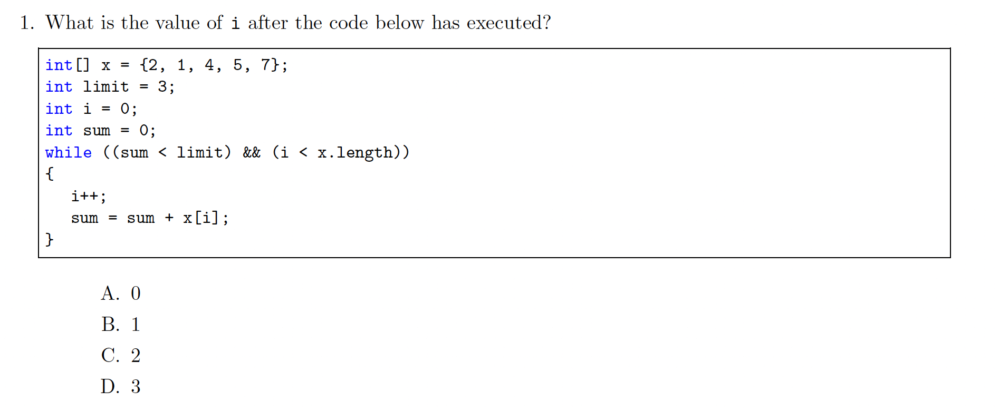 1. What is the value of i after the code below has executed?
int[] x = {2, 1, 4, 5, 7};
int limit = 3;
int i = 0;
int sum = 0;
while ((sum < limit) && (i < x.length))
{
   i++;
   sum = sum + x[i];
}
A. 0
B. 1
C. 2
D. 3